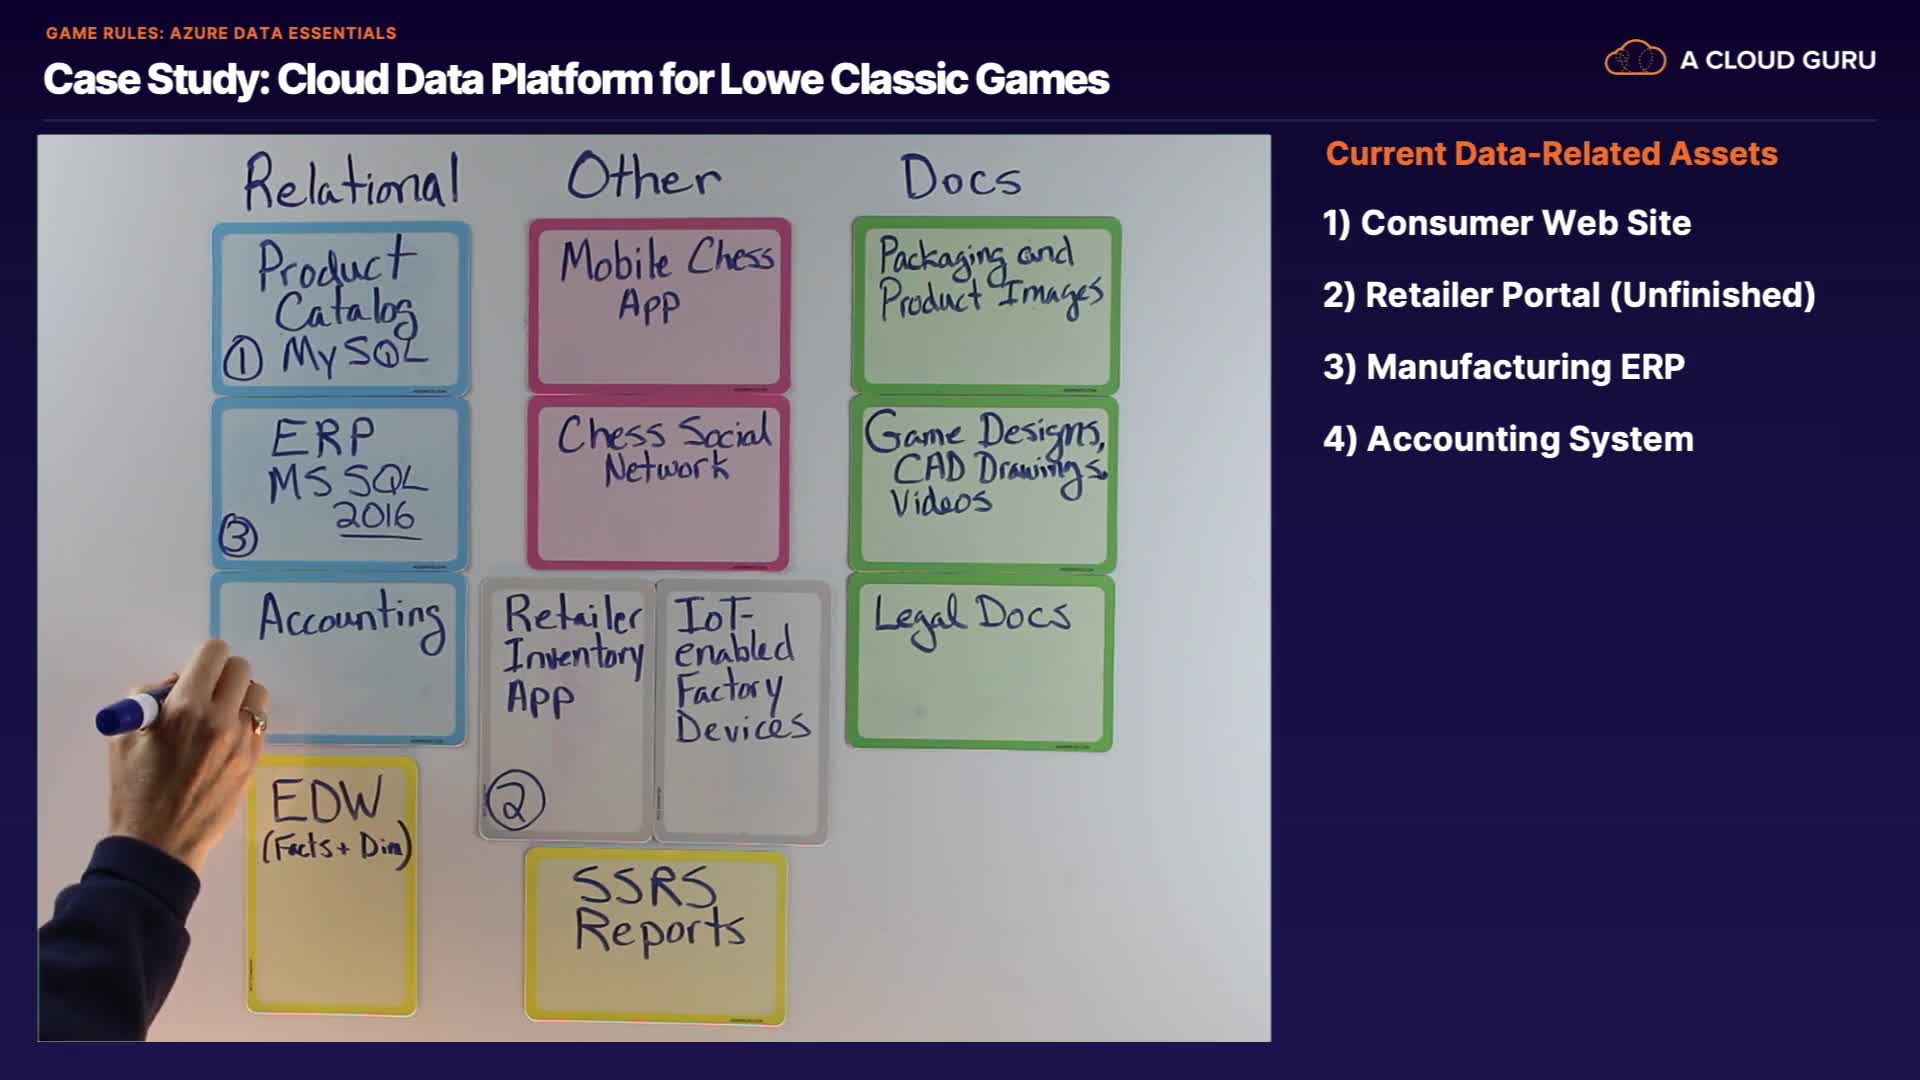 GAME RULES: AZURE DATA ESSENTIALS
Case Study: Cloud Data Platform for Lowe Classic Games
A CLOUD GURU
Relational
Product
Catalog
① MySQL
ERP
MS SQL
2016
③
Accounting
EDW
(Facts + Dim)
Other
Mobile Chess
App
Chess Social
Network
Retailer
Inventory
App
②
IoT-
enabled
Factory
Devices
SSRS
Reports
Docs
Packaging and
Product Images
Game Designs,
CAD Drawings,
Videos
Legal Docs
Current Data-Related Assets
1) Consumer Web Site
2) Retailer Portal (Unfinished)
3) Manufacturing ERP
4) Accounting System